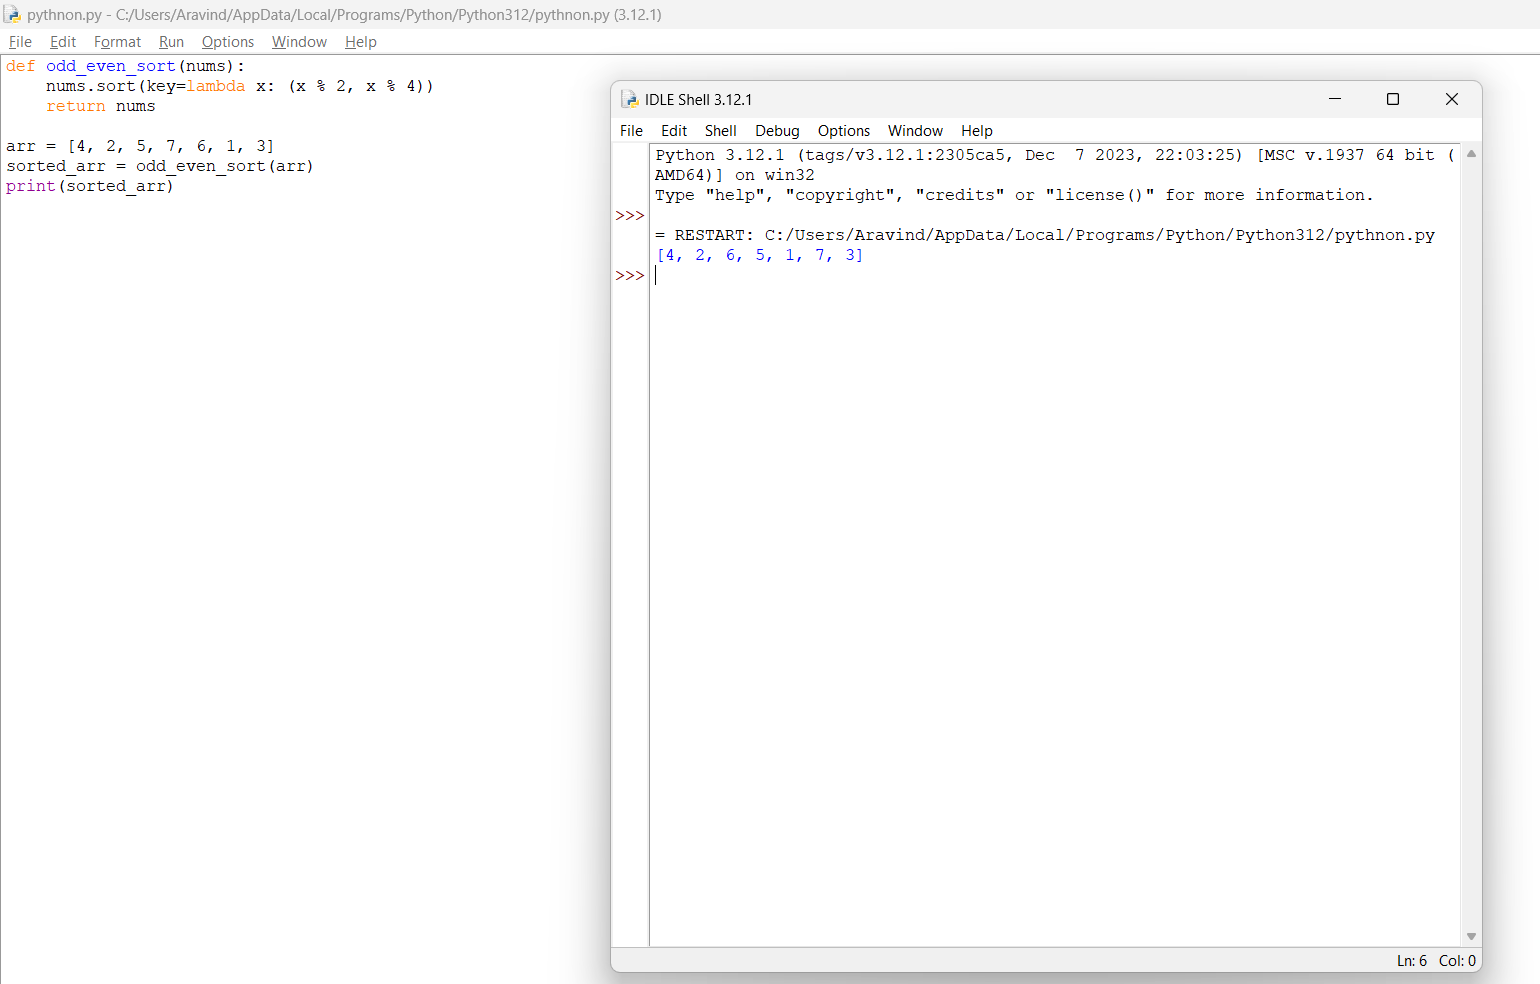 pythnon.py - C:/Users/Aravind/AppData/Local/Programs/Python/Python312/pythnon.py (3.12.1)
File Edit Format Run Options Window Help
def odd_even_sort(nums):
    nums.sort(key=lambda x: (x % 2, x % 4))
    return nums
arr = [4, 2, 5, 7, 6, 1, 3]
sorted_arr = odd_even_sort(arr)
print(sorted_arr)
IDLE Shell 3.12.1
File Edit Shell Debug Options Window Help
Python 3.12.1 (tags/v3.12.1:2305ca5, Dec  7 2023, 22:03:25) [MSC v.1937 64 bit (
AMD64)] on win32
Type "help", "copyright", "credits" or "license()" for more information.
>>>
= RESTART: C:/Users/Aravind/AppData/Local/Programs/Python/Python312/pythnon.py
[4, 2, 6, 5, 1, 7, 3]
>>>
Ln: 6 Col: 0